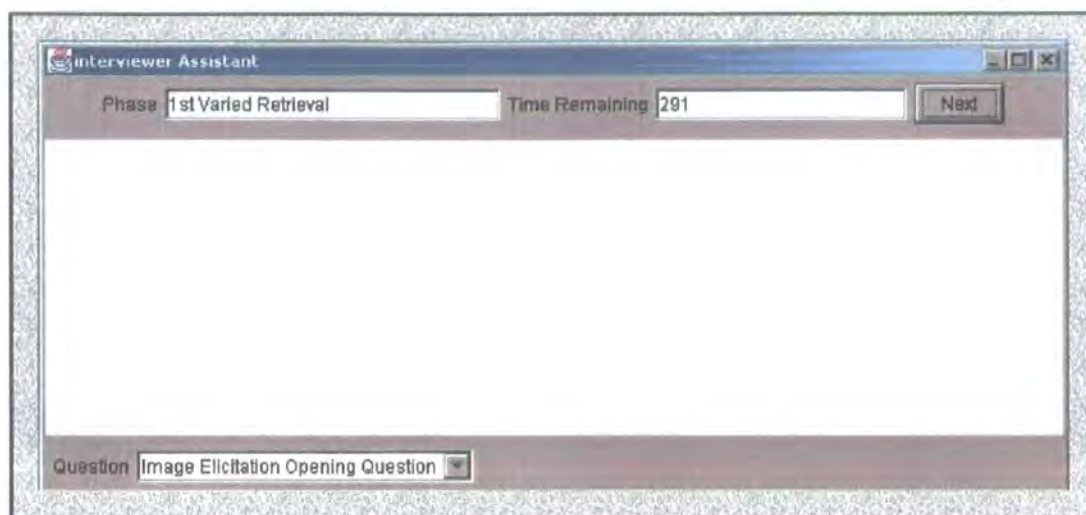 interviewer Assistant
Phase 1st Varied Retrieval Time Remaining 291 Next
Question Image Elicitation Opening Question